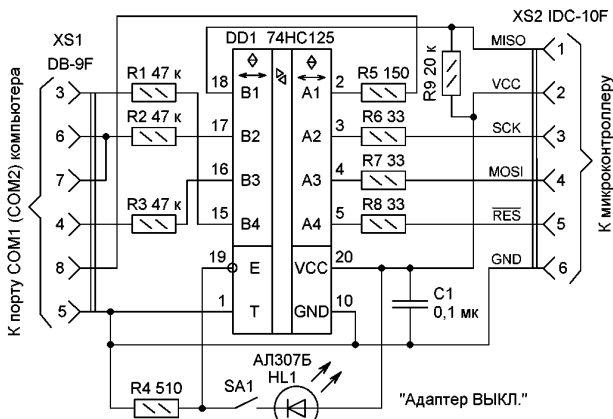 XS1
DB-9F
К порту COM1 (COM2) компьютера
3
6
7
4
8
5
R1 47 к
R2 47 к
R3 47 к
DD1 74HC125
18 B1 A1 2
17 B2 A2 3
16 B3 A3 4
15 B4 A4 5
19 E VCC 20
1 T GND 10
R5 150
R6 33
R7 33
R8 33
R9 20 к
XS2 IDC-10F
MISO 1
VCC 2
SCK 3
MOSI 4
RES 5
GND 6
К микроконтроллеру
C1
0,1 мк
R4 510
SA1
АЛ307Б
HL1
"Адаптер ВЫКЛ."